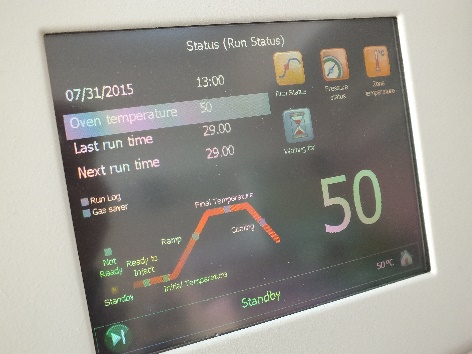 Status (Run Status)
07/31/2015 13:00
Oven temperature 50
Last run time 29.00
Next run time 29.00
Run Status
Pressure status
Zone temperature
Waiting for
Run Log
Gas saver
Final Temperature
Ramp
Cooling
Not Ready
Ready to Inject
Standby
Initial Temperature
50
Standby
50°C